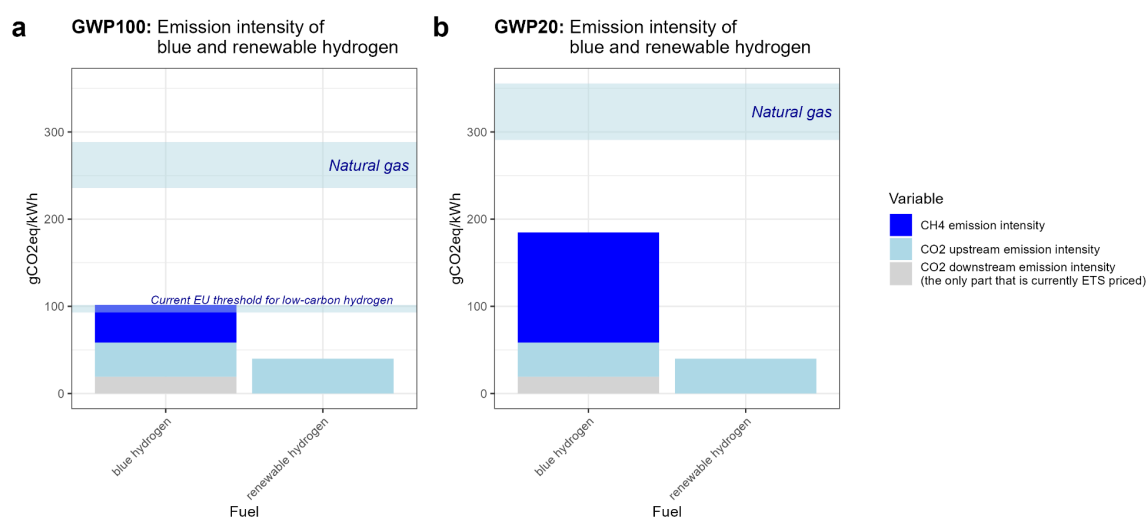 a
GWP100: Emission intensity of
blue and renewable hydrogen
gCO2eq/kWh
300
200
100
0
Natural gas
Current EU threshold for low-carbon hydrogen
blue hydrogen
renewable hydrogen
Fuel
b
GWP20: Emission intensity of
blue and renewable hydrogen
gCO2eq/kWh
300
200
100
0
Natural gas
blue hydrogen
renewable hydrogen
Fuel
Variable
CH4 emission intensity
CO2 upstream emission intensity
CO2 downstream emission intensity
(the only part that is currently ETS priced)